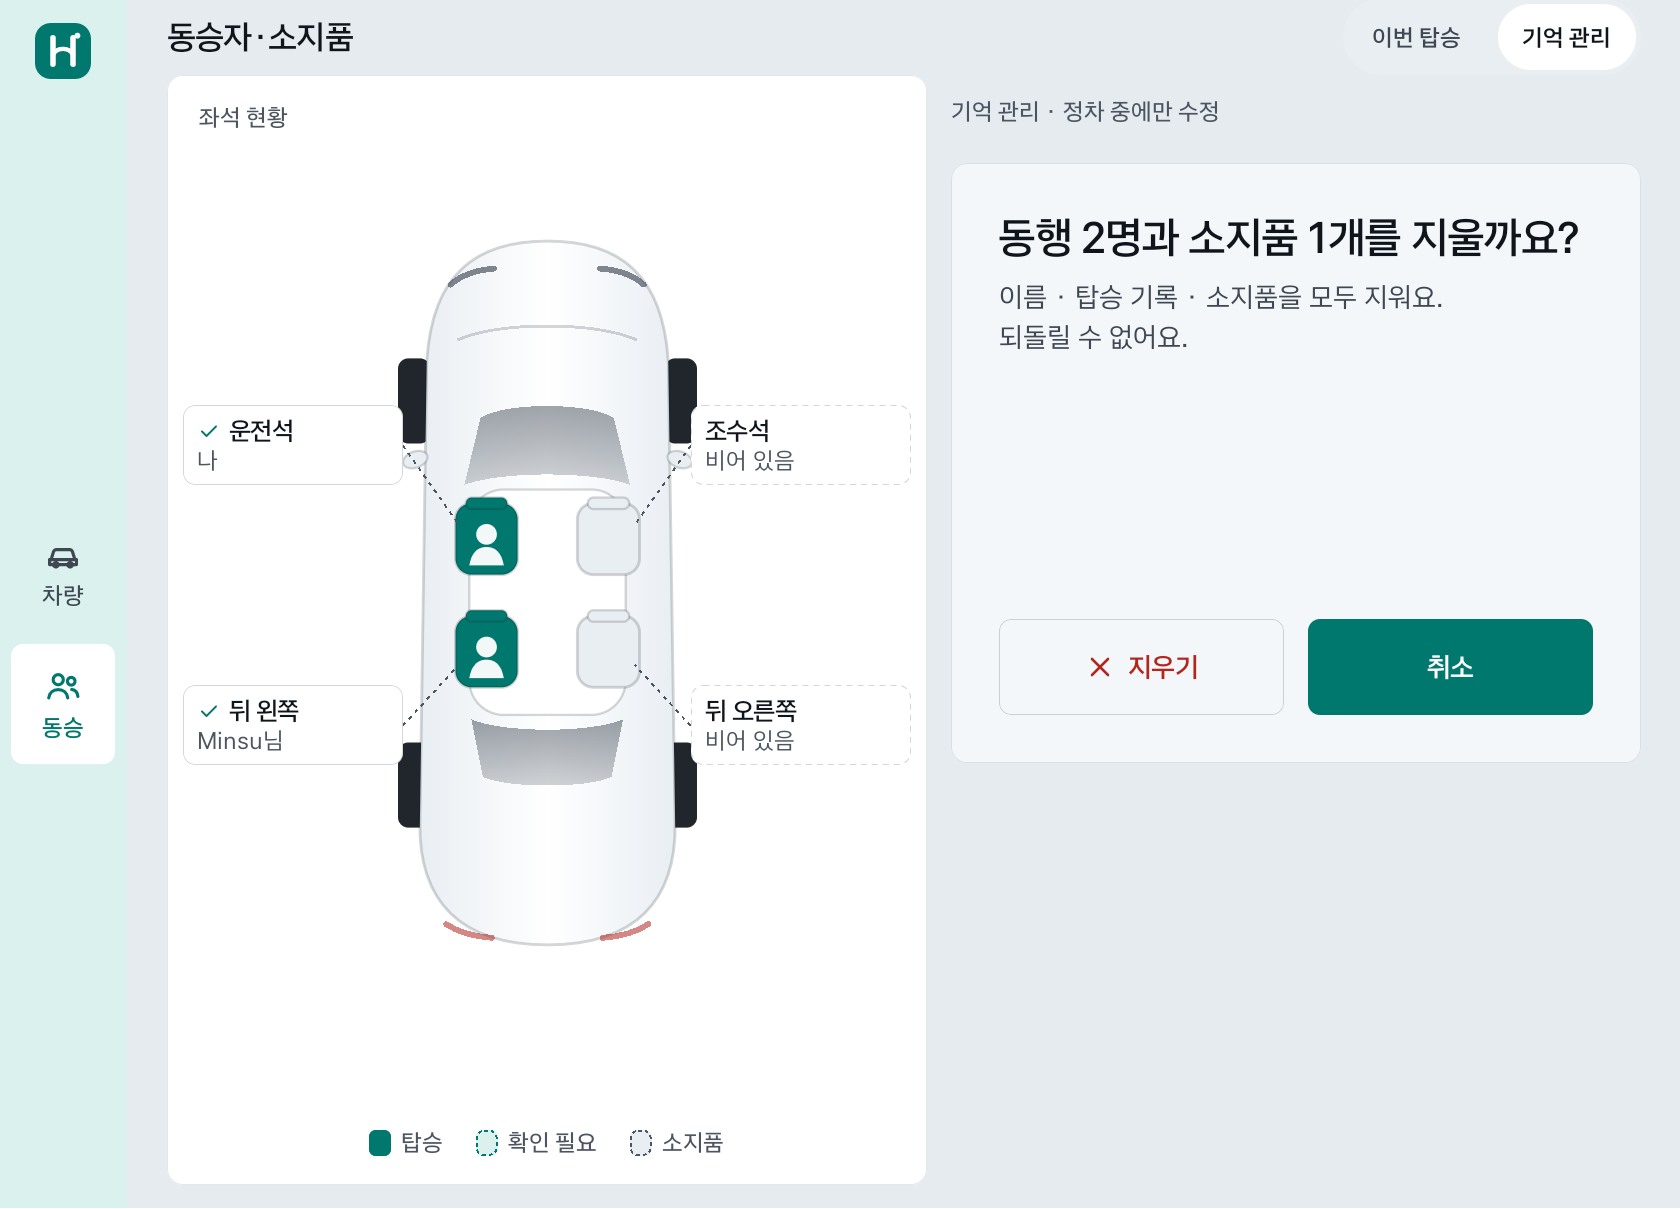 동승자 · 소지품
이번 탑승
기억 관리
좌석 현황
기억 관리 · 정차 중에만 수정
동행 2명과 소지품 1개를 지울까요?
이름 · 탑승 기록 · 소지품을 모두 지워요.
되돌릴 수 없어요.
운전석
나
조수석
비어 있음
차량
동승
뒤 왼쪽
Minsu님
뒤 오른쪽
비어 있음
지우기
취소
탑승
확인 필요
소지품